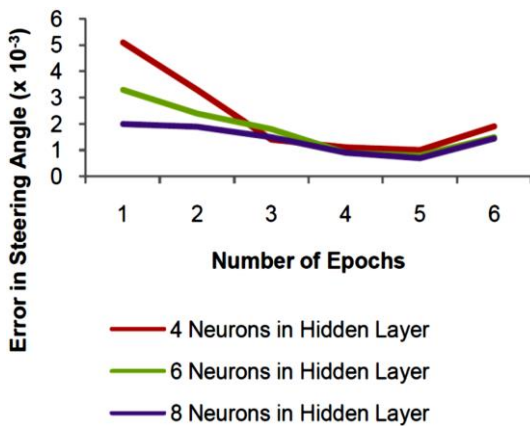 Error in Steering Angle (x 10⁻³)
6
5
4
3
2
1
0
1 2 3 4 5 6
Number of Epochs
4 Neurons in Hidden Layer
6 Neurons in Hidden Layer
8 Neurons in Hidden Layer